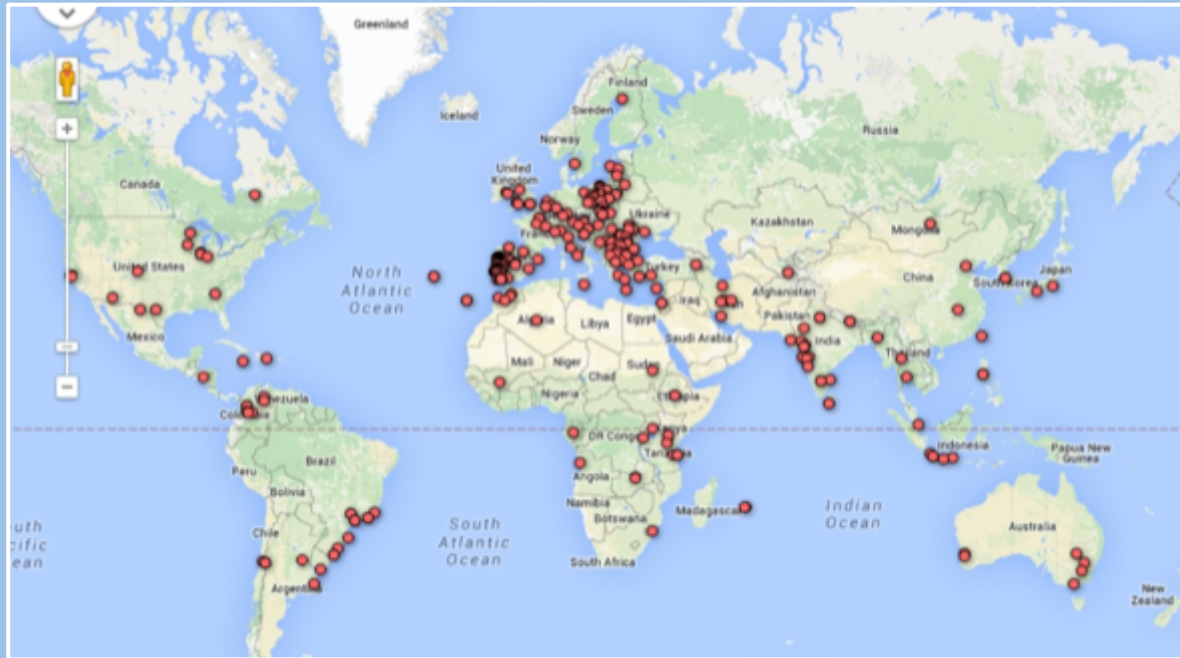 Greenland
Finland
Iceland
Sweden
Russia
Norway
United
Kingdom
Canada
Ukraine
Kazakhstan
United States
North
Atlantic
Ocean
Turkey
China
Japan
Iraq
Afghanistan
Algeria
Libya
Egypt
Pakistan
Mexico
Saudi Arabia
India
Mali
Niger
Sudan
Thailand
Chad
Nigeria
Ethiopia
Venezuela
DR Congo
Indonesia
Papua New
Guinea
Brazil
Peru
Angola
Bolivia
Namibia
Madagascar
Indian
Ocean
Botswana
South
Atlantic
Ocean
Chile
Australia
South Africa
Argentina
New
Zealand